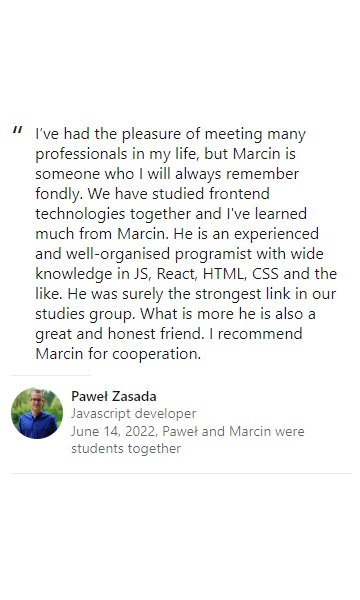 “ I’ve had the pleasure of meeting many
professionals in my life, but Marcin is
someone who I will always remember
fondly. We have studied frontend
technologies together and I've learned
much from Marcin. He is an experienced
and well-organised programist with wide
knowledge in JS, React, HTML, CSS and the
like. He was surely the strongest link in our
studies group. What is more he is also a
great and honest friend. I recommend
Marcin for cooperation.
Paweł Zasada
Javascript developer
June 14, 2022, Paweł and Marcin were
students together